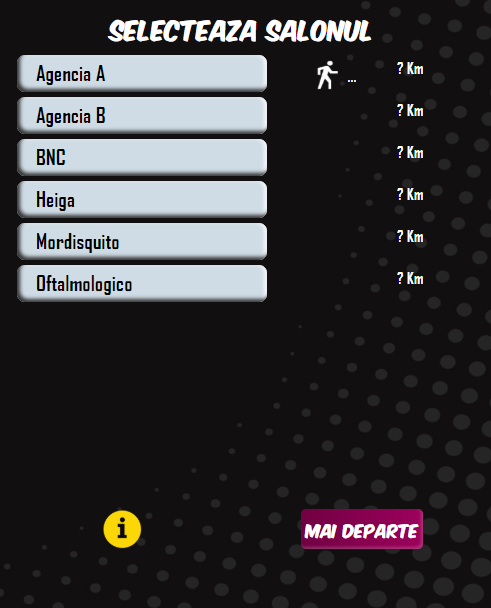 SELECTEAZA SALONUL
Agencia A ... ? Km
Agencia B ? Km
BNC ? Km
Heiga ? Km
Mordisquito ? Km
Oftalmologico ? Km
i MAI DEPARTE